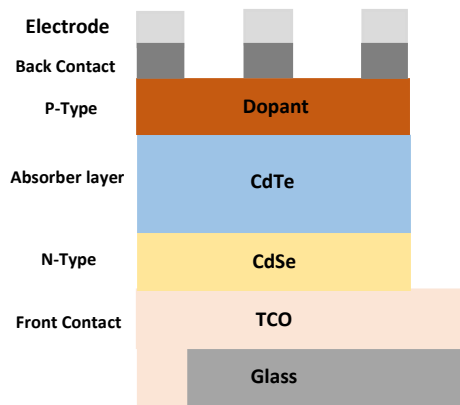 Electrode
Back Contact
P-Type
Dopant
Absorber layer
CdTe
N-Type
CdSe
Front Contact
TCO
Glass